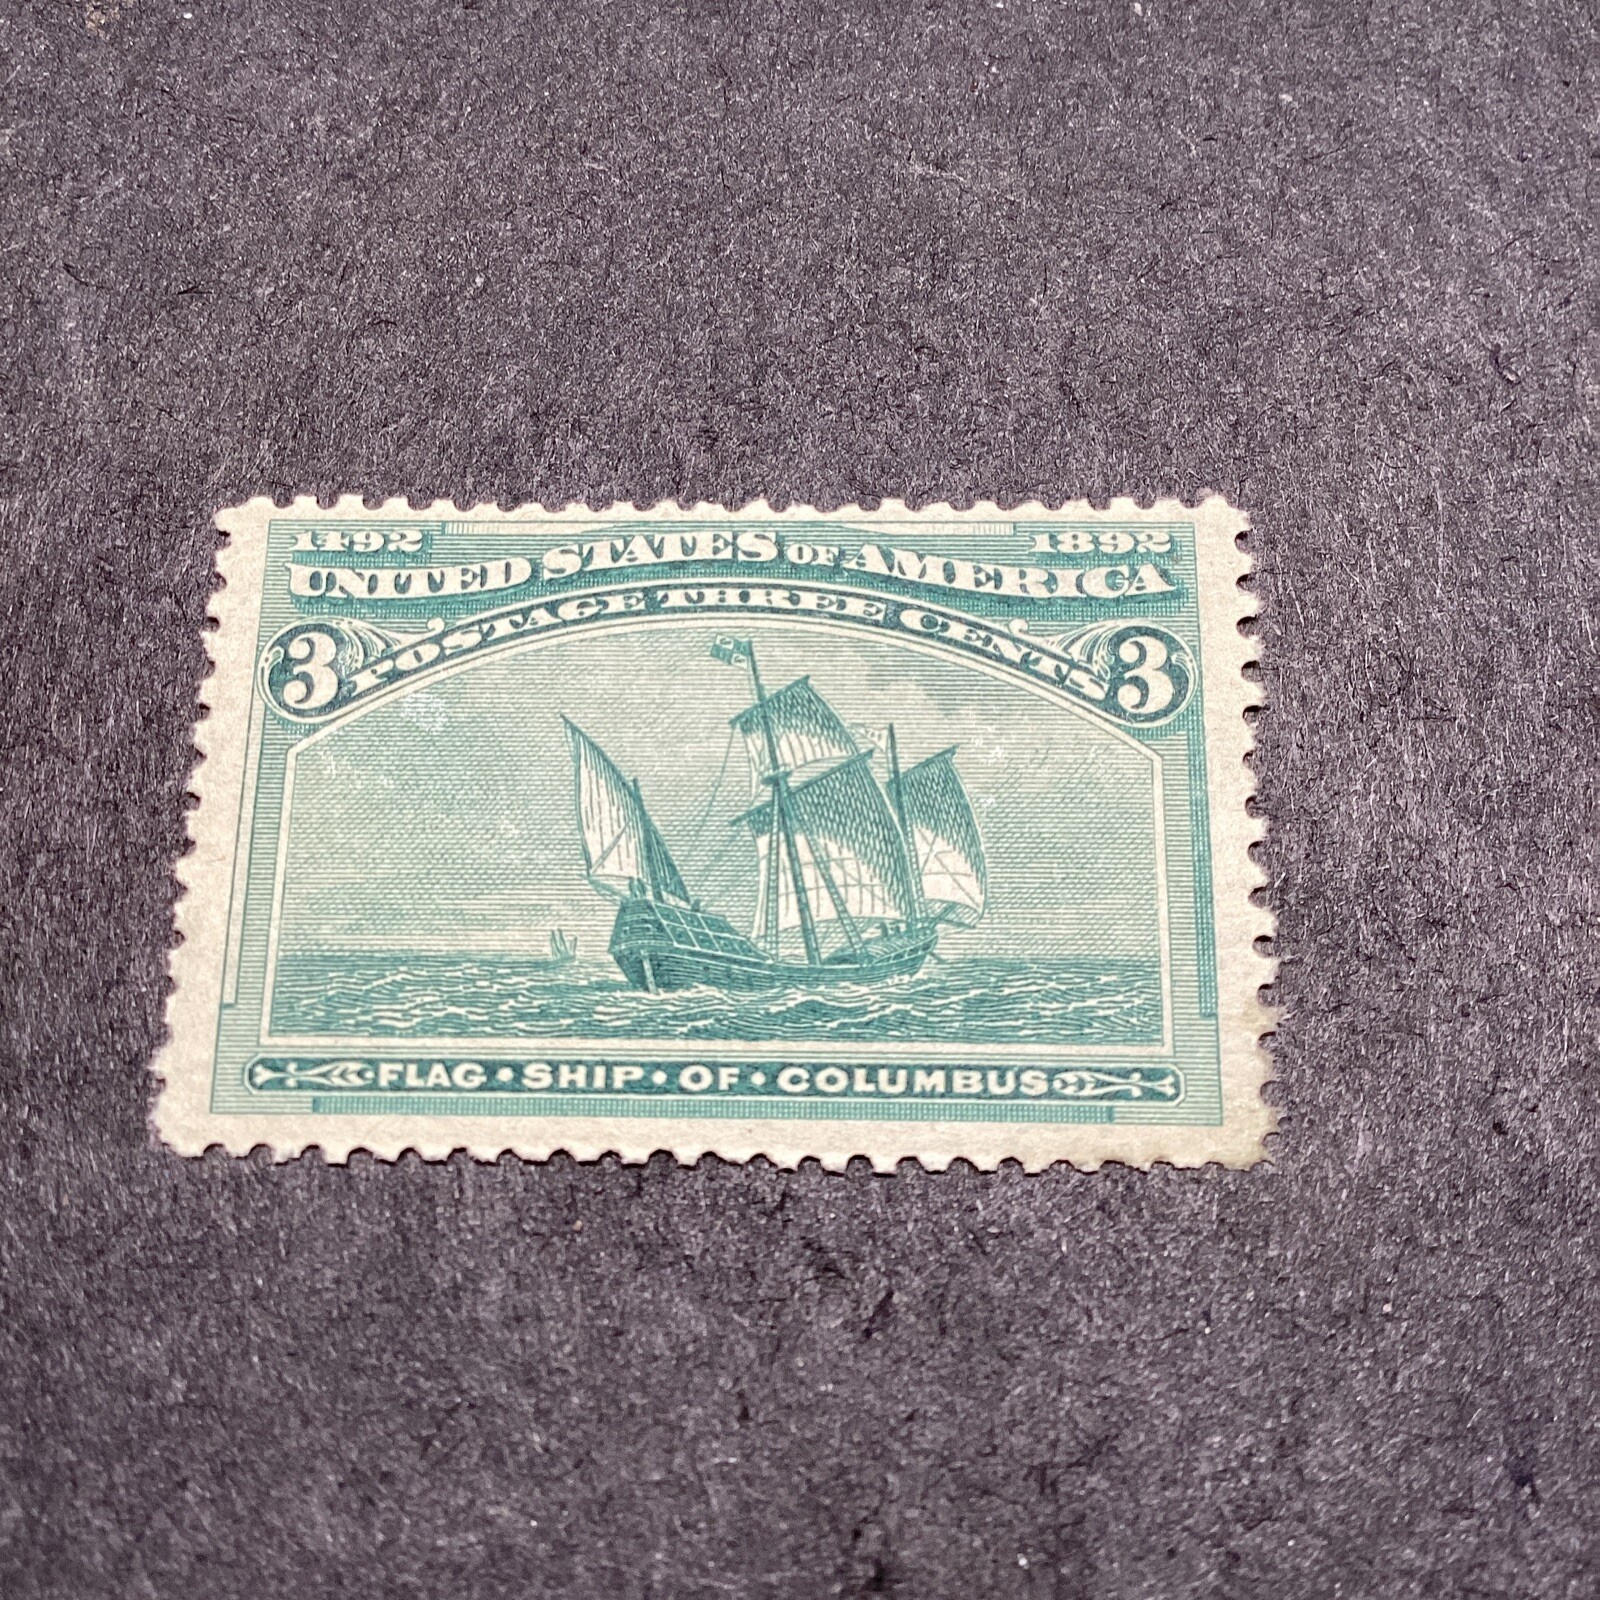 1492 1892
UNITED STATES OF AMERICA
POSTAGE THREE CENTS
3 3
FLAG • SHIP • OF • COLUMBUS